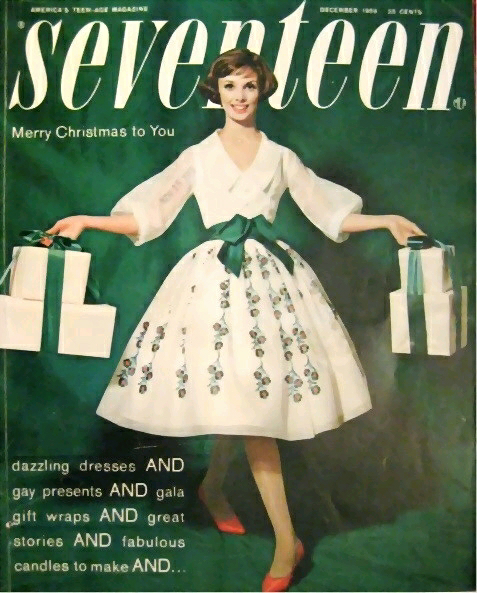 AMERICA'S TEEN-AGE MAGAZINE
DECEMBER 1959 35 CENTS
seventeen
Merry Christmas to You
dazzling dresses AND
gay presents AND gala
gift wraps AND great
stories AND fabulous
candles to make AND...